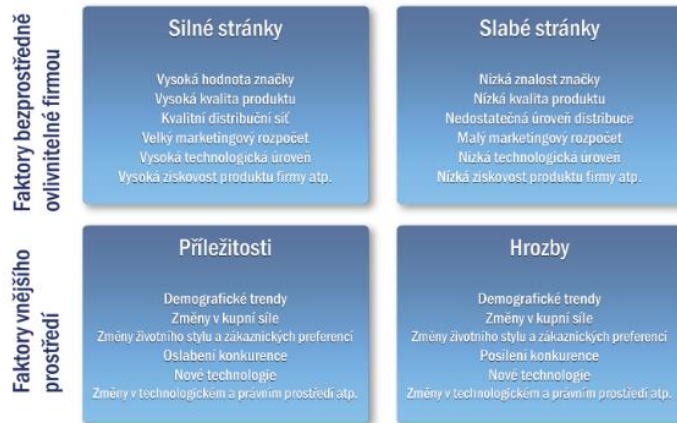 Faktory bezprostředně
ovlivnitelné firmou
Silné stránky
Vysoká hodnota značky
Vysoká kvalita produktu
Kvalitní distribuční síť
Velký marketingový rozpočet
Vysoká technologická úroveň
Vysoká ziskovost produktu firmy atp.
Slabé stránky
Nízká znalost značky
Nízká kvalita produktu
Nedostatečná úroveň distribuce
Malý marketingový rozpočet
Nízká technologická úroveň
Nízká ziskovost produktu firmy atp.
Faktory vnějšího
prostředí
Příležitosti
Demografické trendy
Změny v kupní síle
Změny životního stylu a zákaznických preferencí
Oslabení konkurence
Nové technologie
Změny v technologickém a právním prostředí atp.
Hrozby
Demografické trendy
Změny v kupní síle
Změny životního stylu a zákaznických preferencí
Posílení konkurence
Nové technologie
Změny v technologickém a právním prostředí atp.